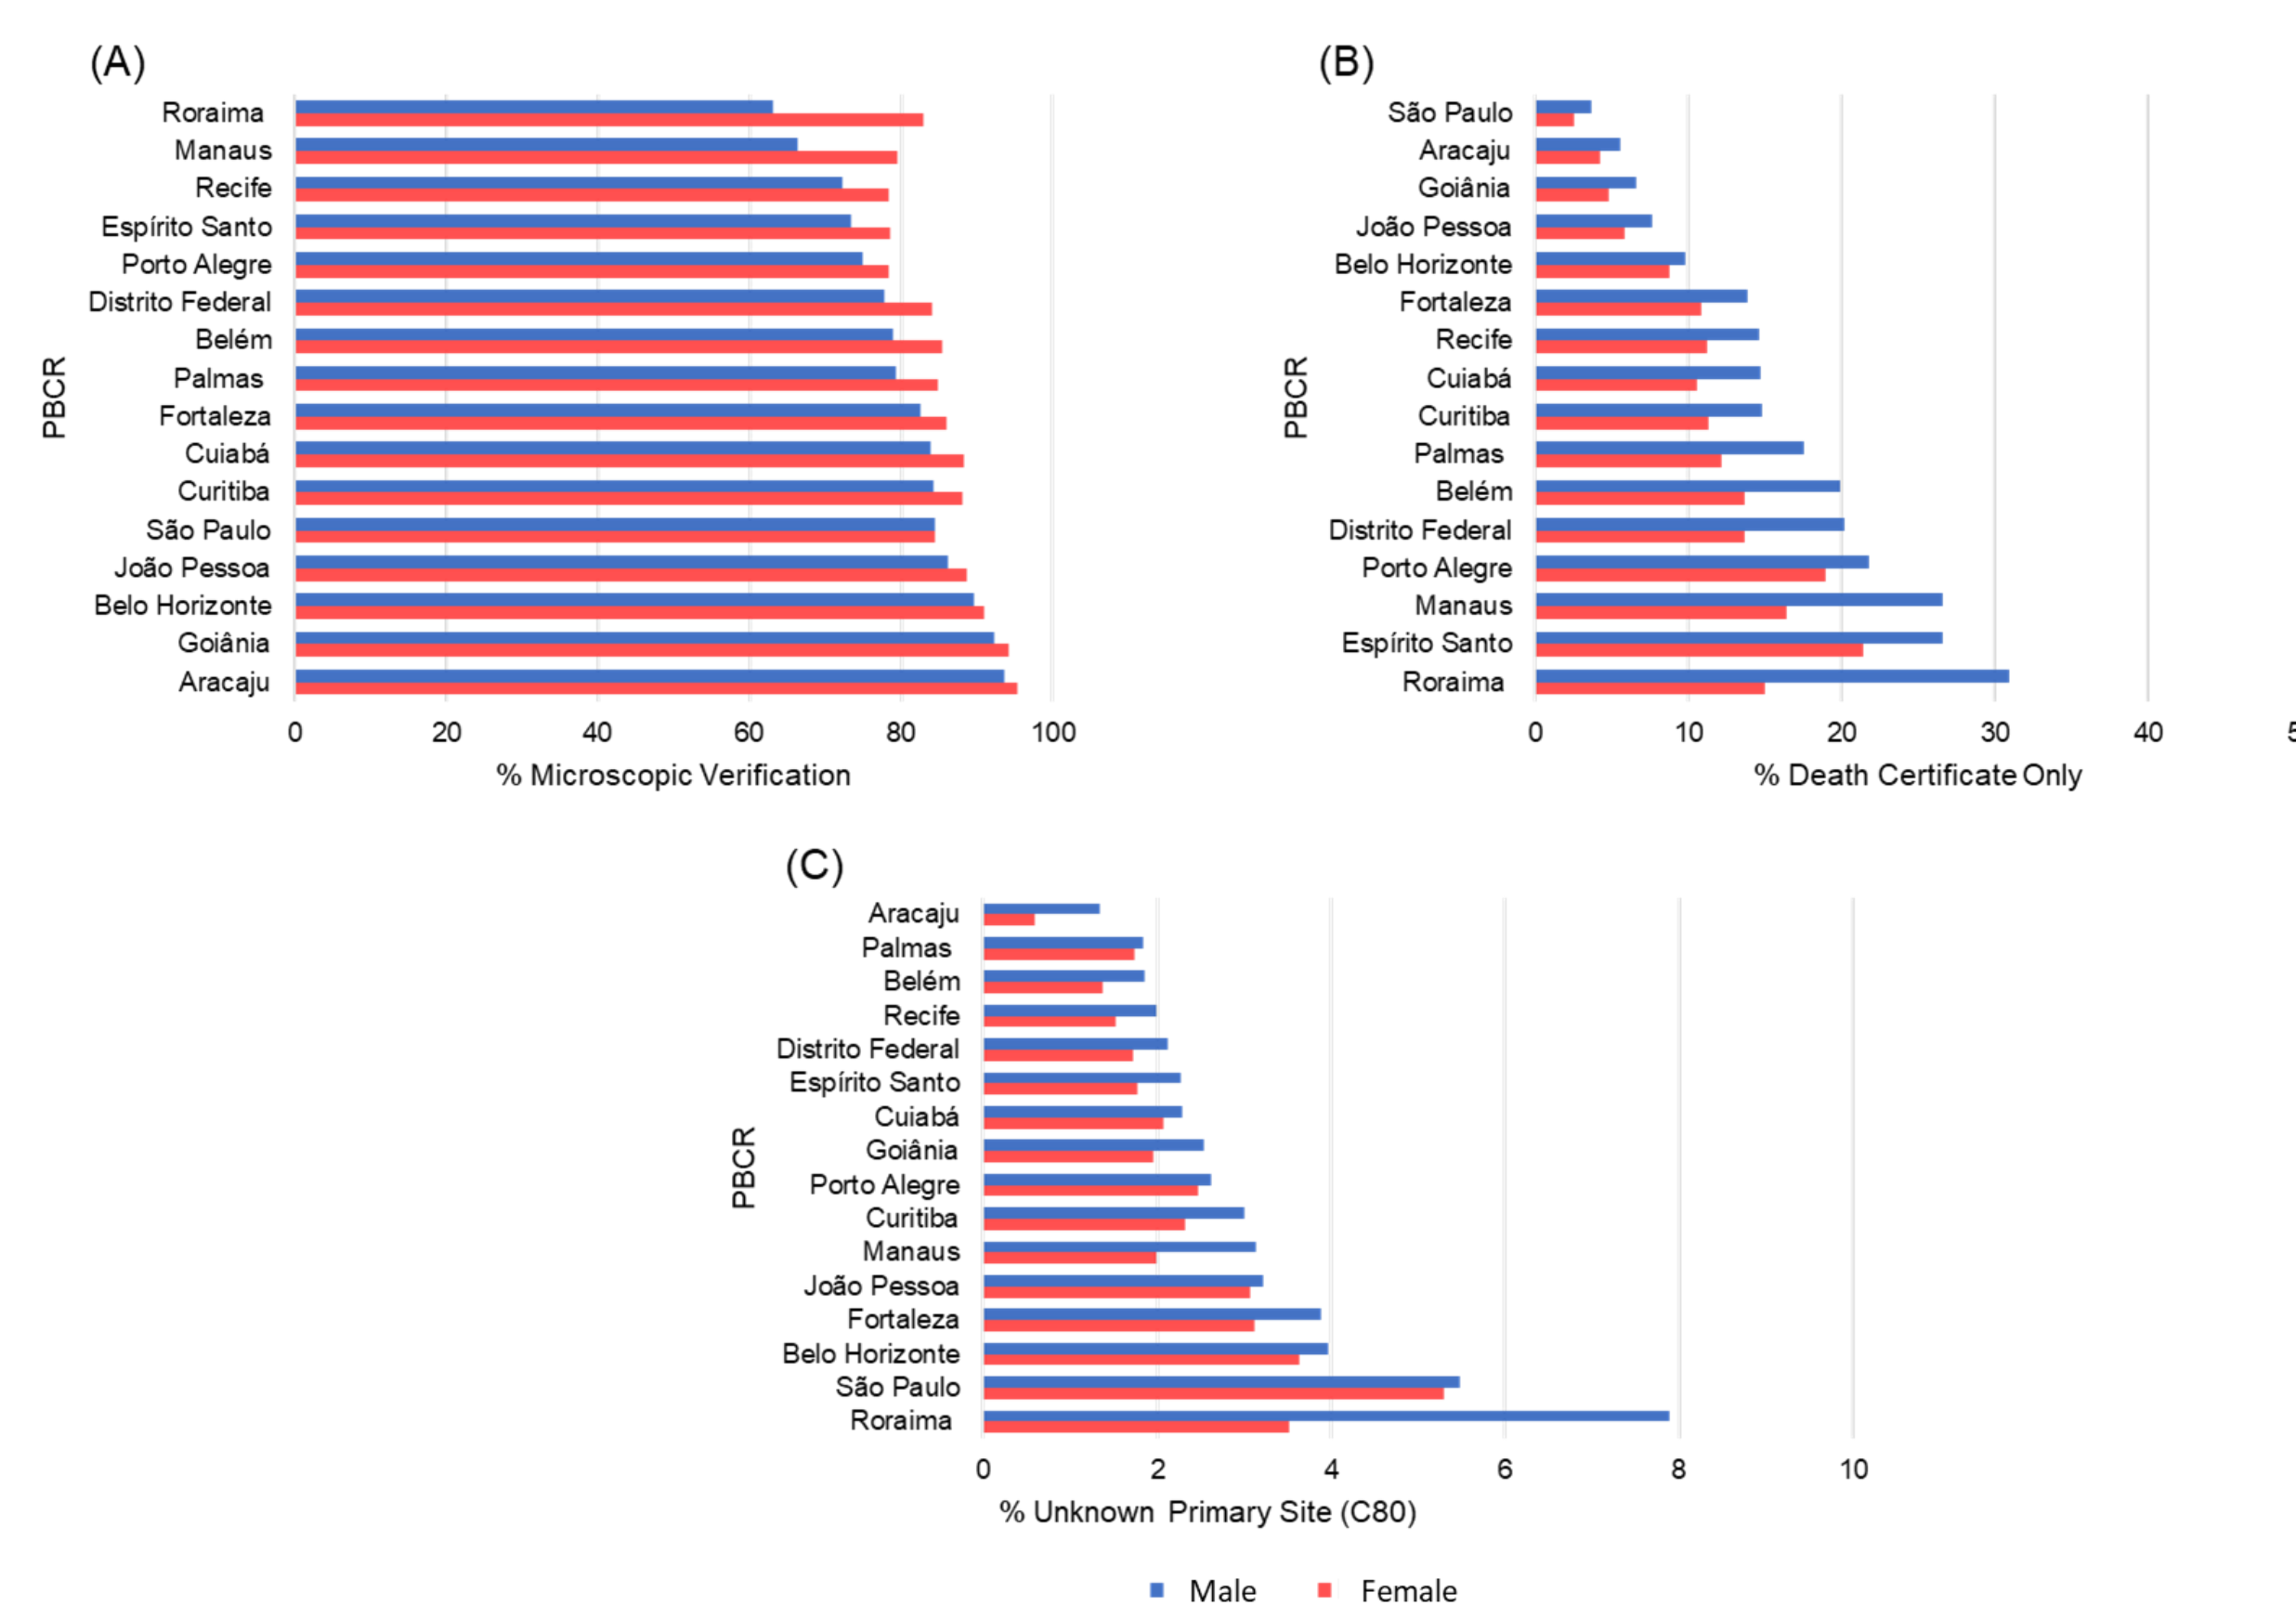 (A)
Roraima
Manaus
Recife
Espírito Santo
Porto Alegre
Distrito Federal
Belém
Palmas
Fortaleza
Cuiabá
Curitiba
São Paulo
João Pessoa
Belo Horizonte
Goiânia
Aracaju
PBCR
0 20 40 60 80 100
% Microscopic Verification
(B)
São Paulo
Aracaju
Goiânia
João Pessoa
Belo Horizonte
Fortaleza
Recife
Cuiabá
Curitiba
Palmas
Belém
Distrito Federal
Porto Alegre
Manaus
Espírito Santo
Roraima
PBCR
0 10 20 30 40
% Death Certificate Only
(C)
Aracaju
Palmas
Belém
Recife
Distrito Federal
Espírito Santo
Cuiabá
Goiânia
Porto Alegre
Curitiba
Manaus
João Pessoa
Fortaleza
Belo Horizonte
São Paulo
Roraima
PBCR
0 2 4 6 8 10
% Unknown Primary Site (C80)
Male Female